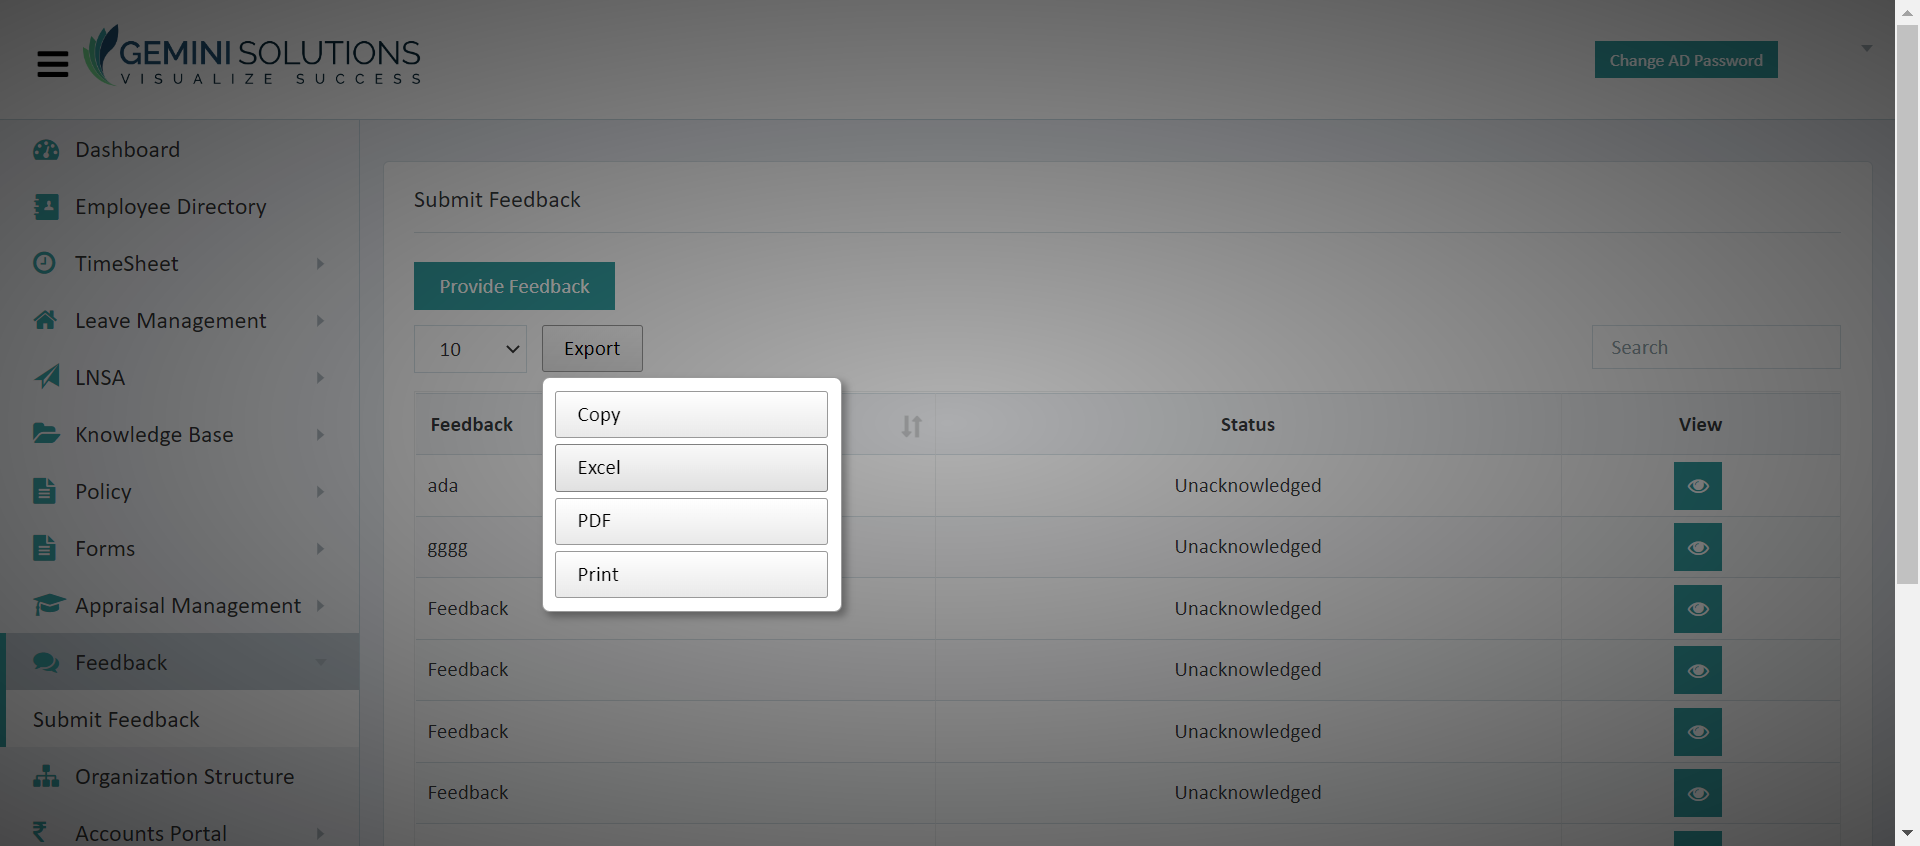 GEMINI SOLUTIONS
VISUALIZE SUCCESS
Change AD Password
Dashboard
Employee Directory
TimeSheet
Leave Management
LNSA
Knowledge Base
Policy
Forms
Appraisal Management
Feedback
Submit Feedback
Organization Structure
Accounts Portal
Submit Feedback
Provide Feedback
10
Export
Search
Copy
Excel
PDF
Print
Feedback Status View
ada Unacknowledged
gggg Unacknowledged
Feedback Unacknowledged
Feedback Unacknowledged
Feedback Unacknowledged
Feedback Unacknowledged